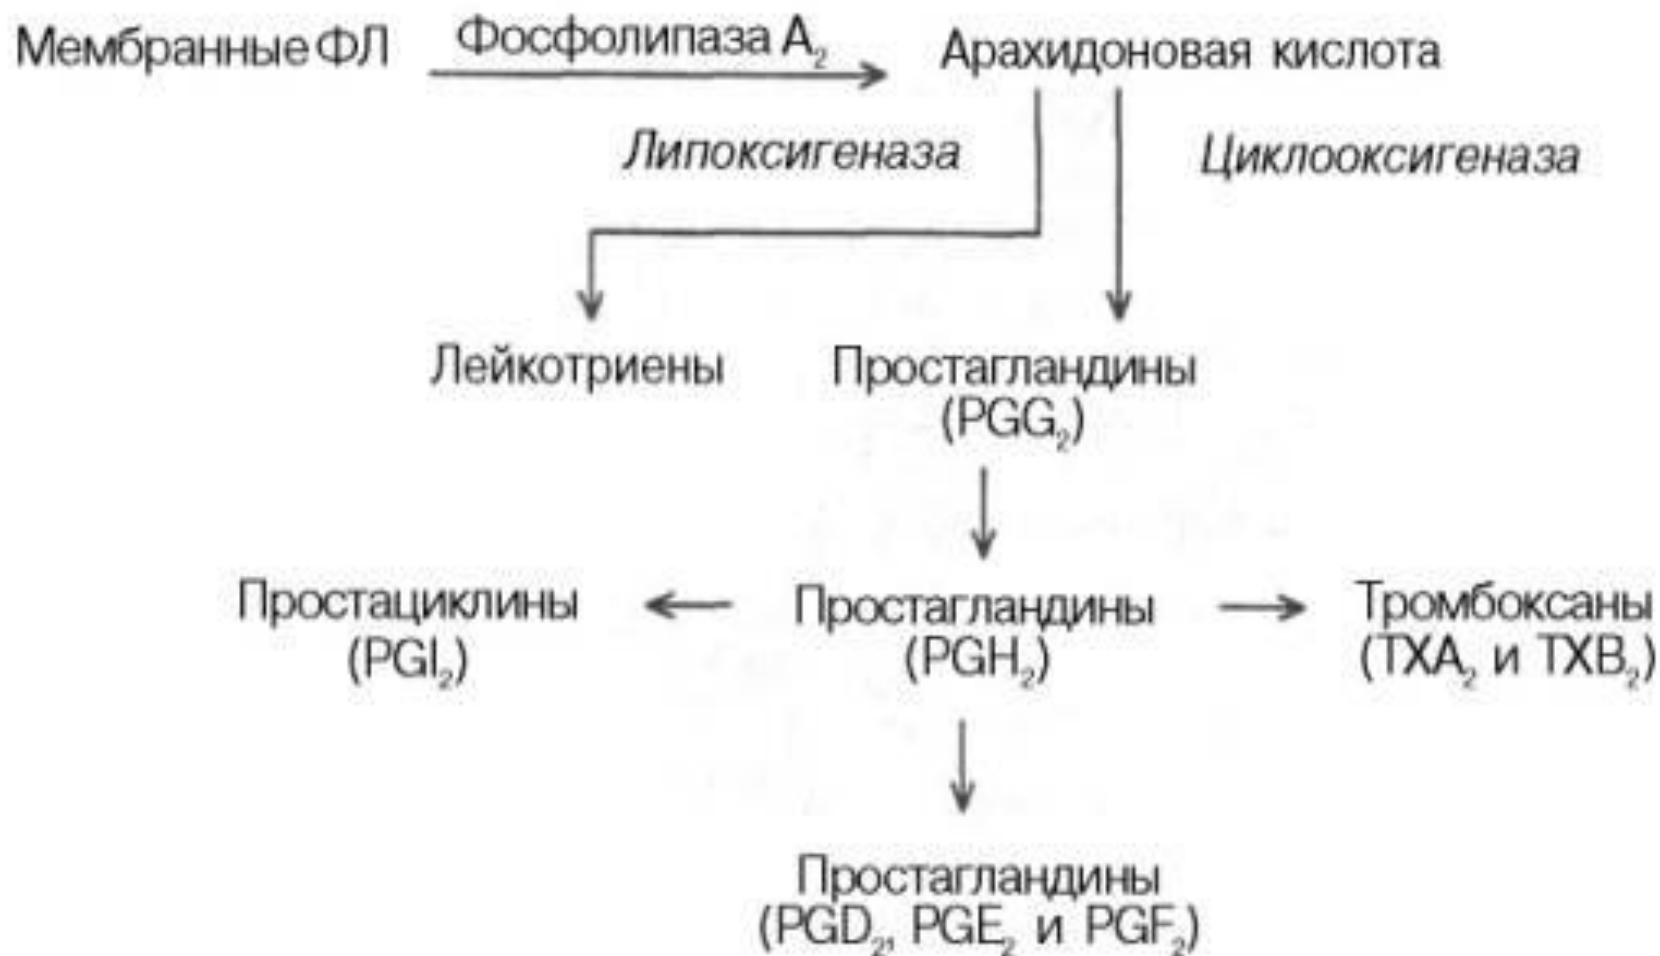 Мембранные ФЛ
Фосфолипаза A₂
Арахидоновая кислота
Липоксигеназа
Циклооксигеназа
Лейкотриены
Простагландины
(PGG₂)
Простациклины
(PGI₂)
Простагландины
(PGH₂)
Тромбоксаны
(TXA₂ и TXB₂)
Простагландины
(PGD₂, PGE₂ и PGF₂)